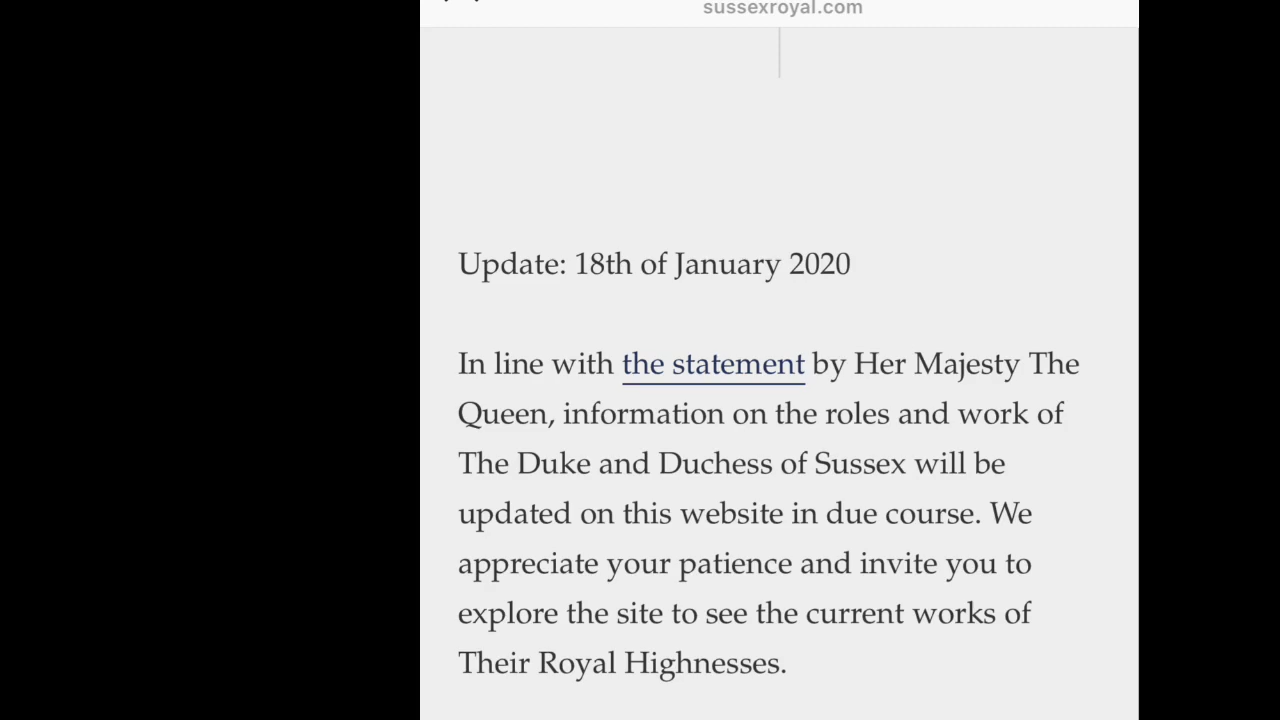 sussexroyal.com
Update: 18th of January 2020
In line with the statement by Her Majesty The
Queen, information on the roles and work of
The Duke and Duchess of Sussex will be
updated on this website in due course. We
appreciate your patience and invite you to
explore the site to see the current works of
Their Royal Highnesses.